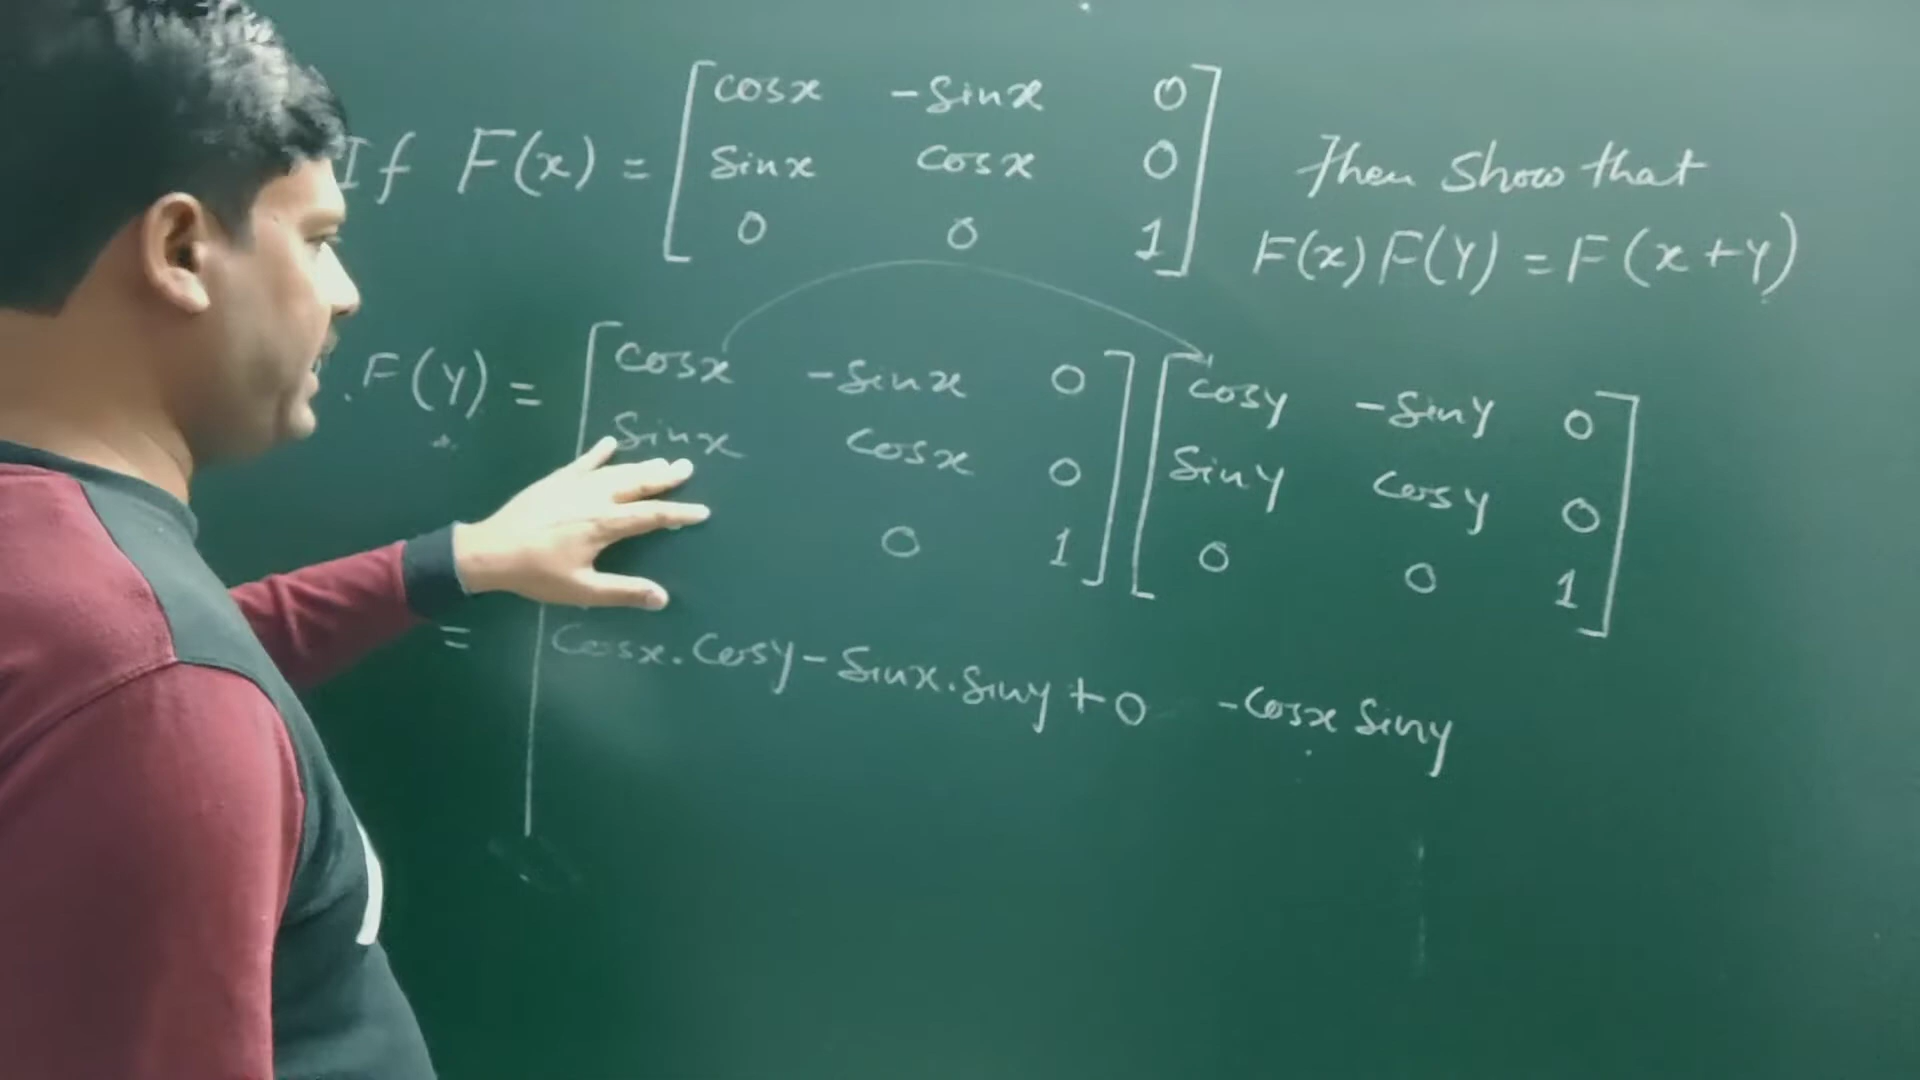 If F(x) = [cosx -sinx 0
sinx cosx 0
0 0 1]
Then show that
F(x) F(Y) = F(x+Y)
.F(Y) = [cosx -sinx 0] [cosy -siny 0]
sinx cosx 0 siny cosy 0
0 1 0 0 1
= cosx.cosy-sinx.siny+0 -cosx siny